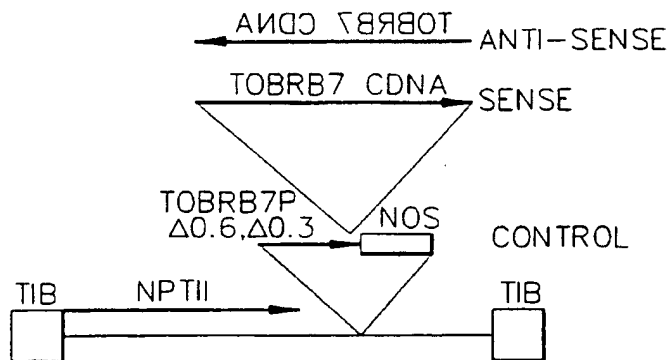 TOBRB7 CDNA
ANTI-SENSE
TOBRB7 CDNA
SENSE
TOBRB7P
Δ0.6,Δ0.3
NOS
CONTROL
TIB
NPTII
TIB